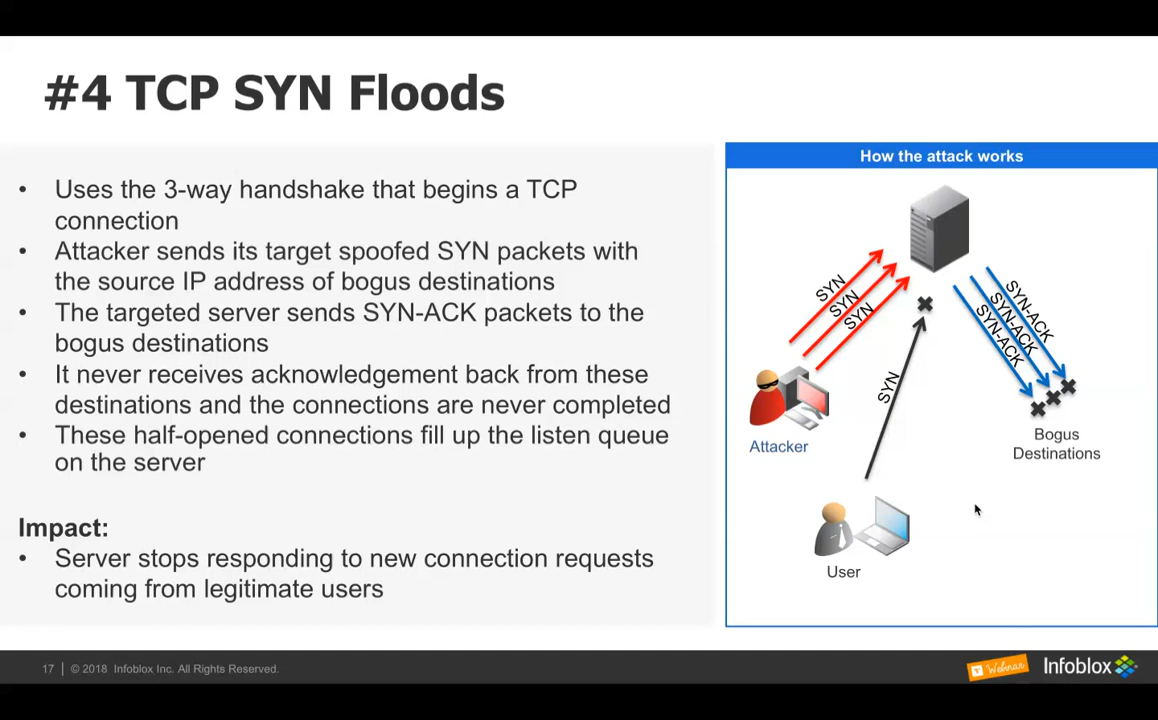 #4 TCP SYN Floods
• Uses the 3-way handshake that begins a TCP
connection
• Attacker sends its target spoofed SYN packets with
the source IP address of bogus destinations
• The targeted server sends SYN-ACK packets to the
bogus destinations
• It never receives acknowledgement back from these
destinations and the connections are never completed
• These half-opened connections fill up the listen queue
on the server
Impact:
• Server stops responding to new connection requests
coming from legitimate users
How the attack works
SYN
SYN
SYN
SYN-ACK
SYN-ACK
SYN-ACK
SYN
Attacker
Bogus
Destinations
User
17 | © 2018 Infoblox Inc. All Rights Reserved.
Webinar
Infoblox